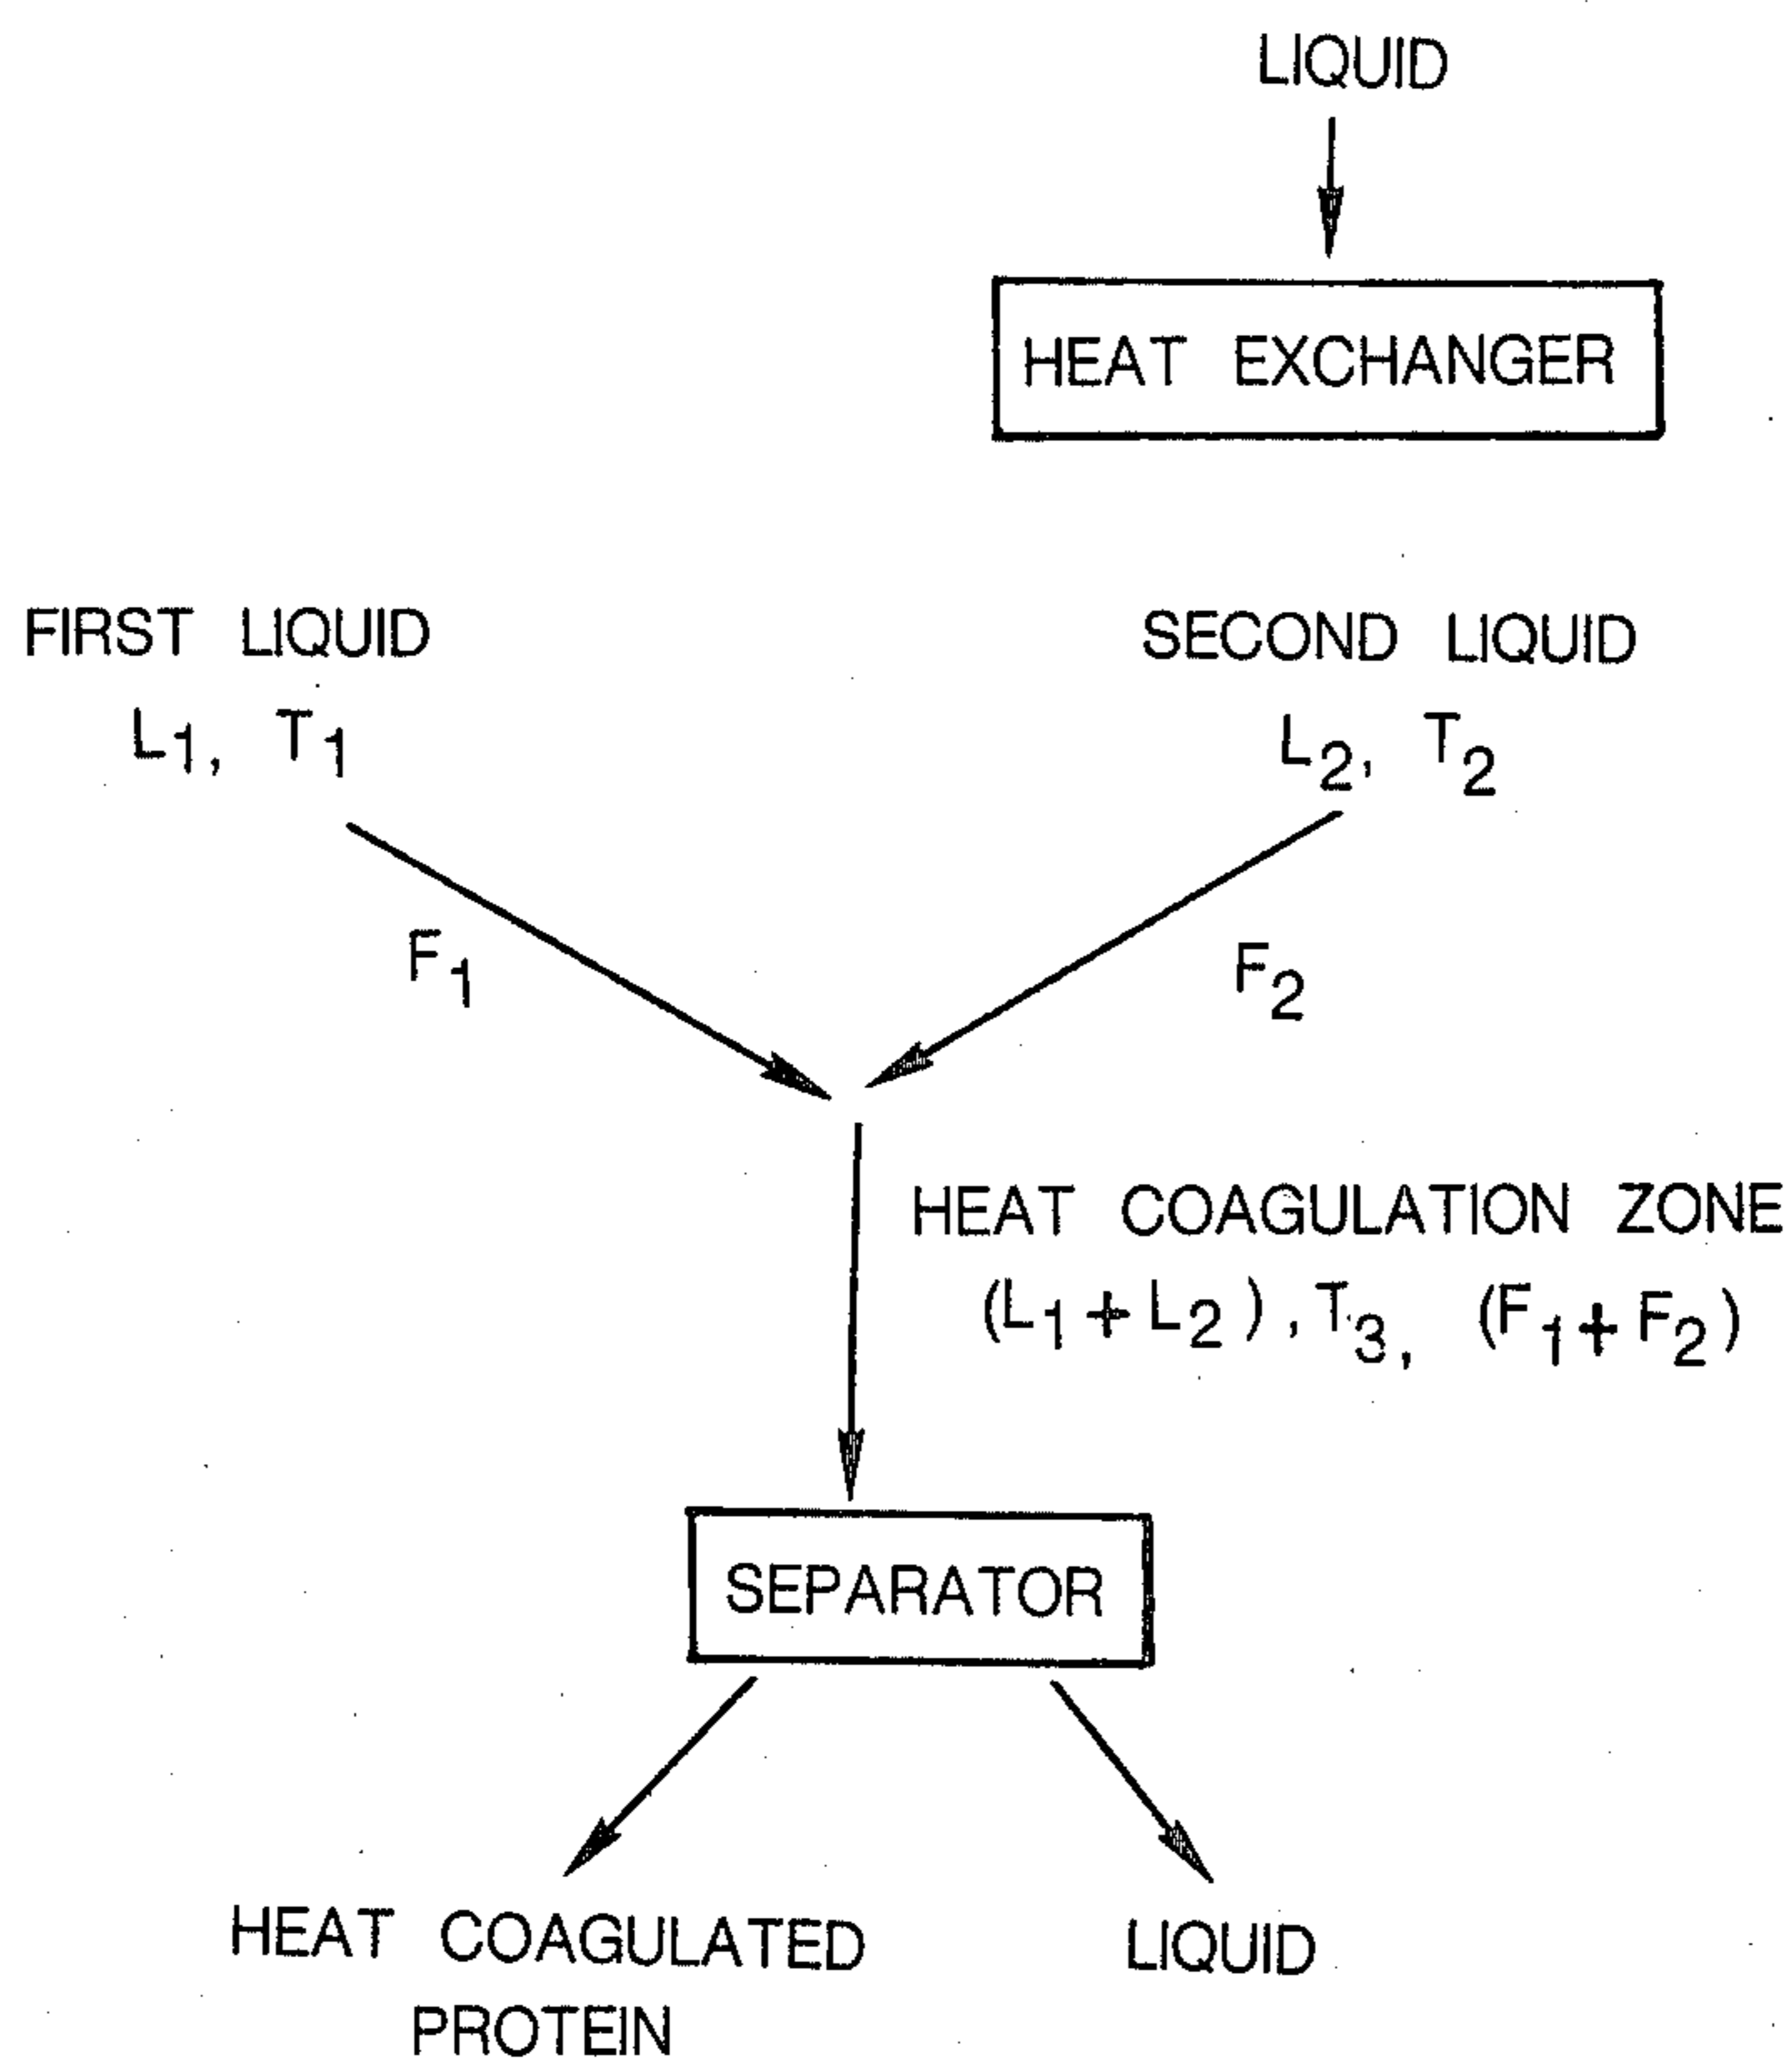 LIQUID
HEAT EXCHANGER
FIRST LIQUID
L1, T1
SECOND LIQUID
L2, T2
F1
F2
HEAT COAGULATION ZONE
(L1 + L2), T3, (F1 + F2)
SEPARATOR
HEAT COAGULATED
PROTEIN
LIQUID